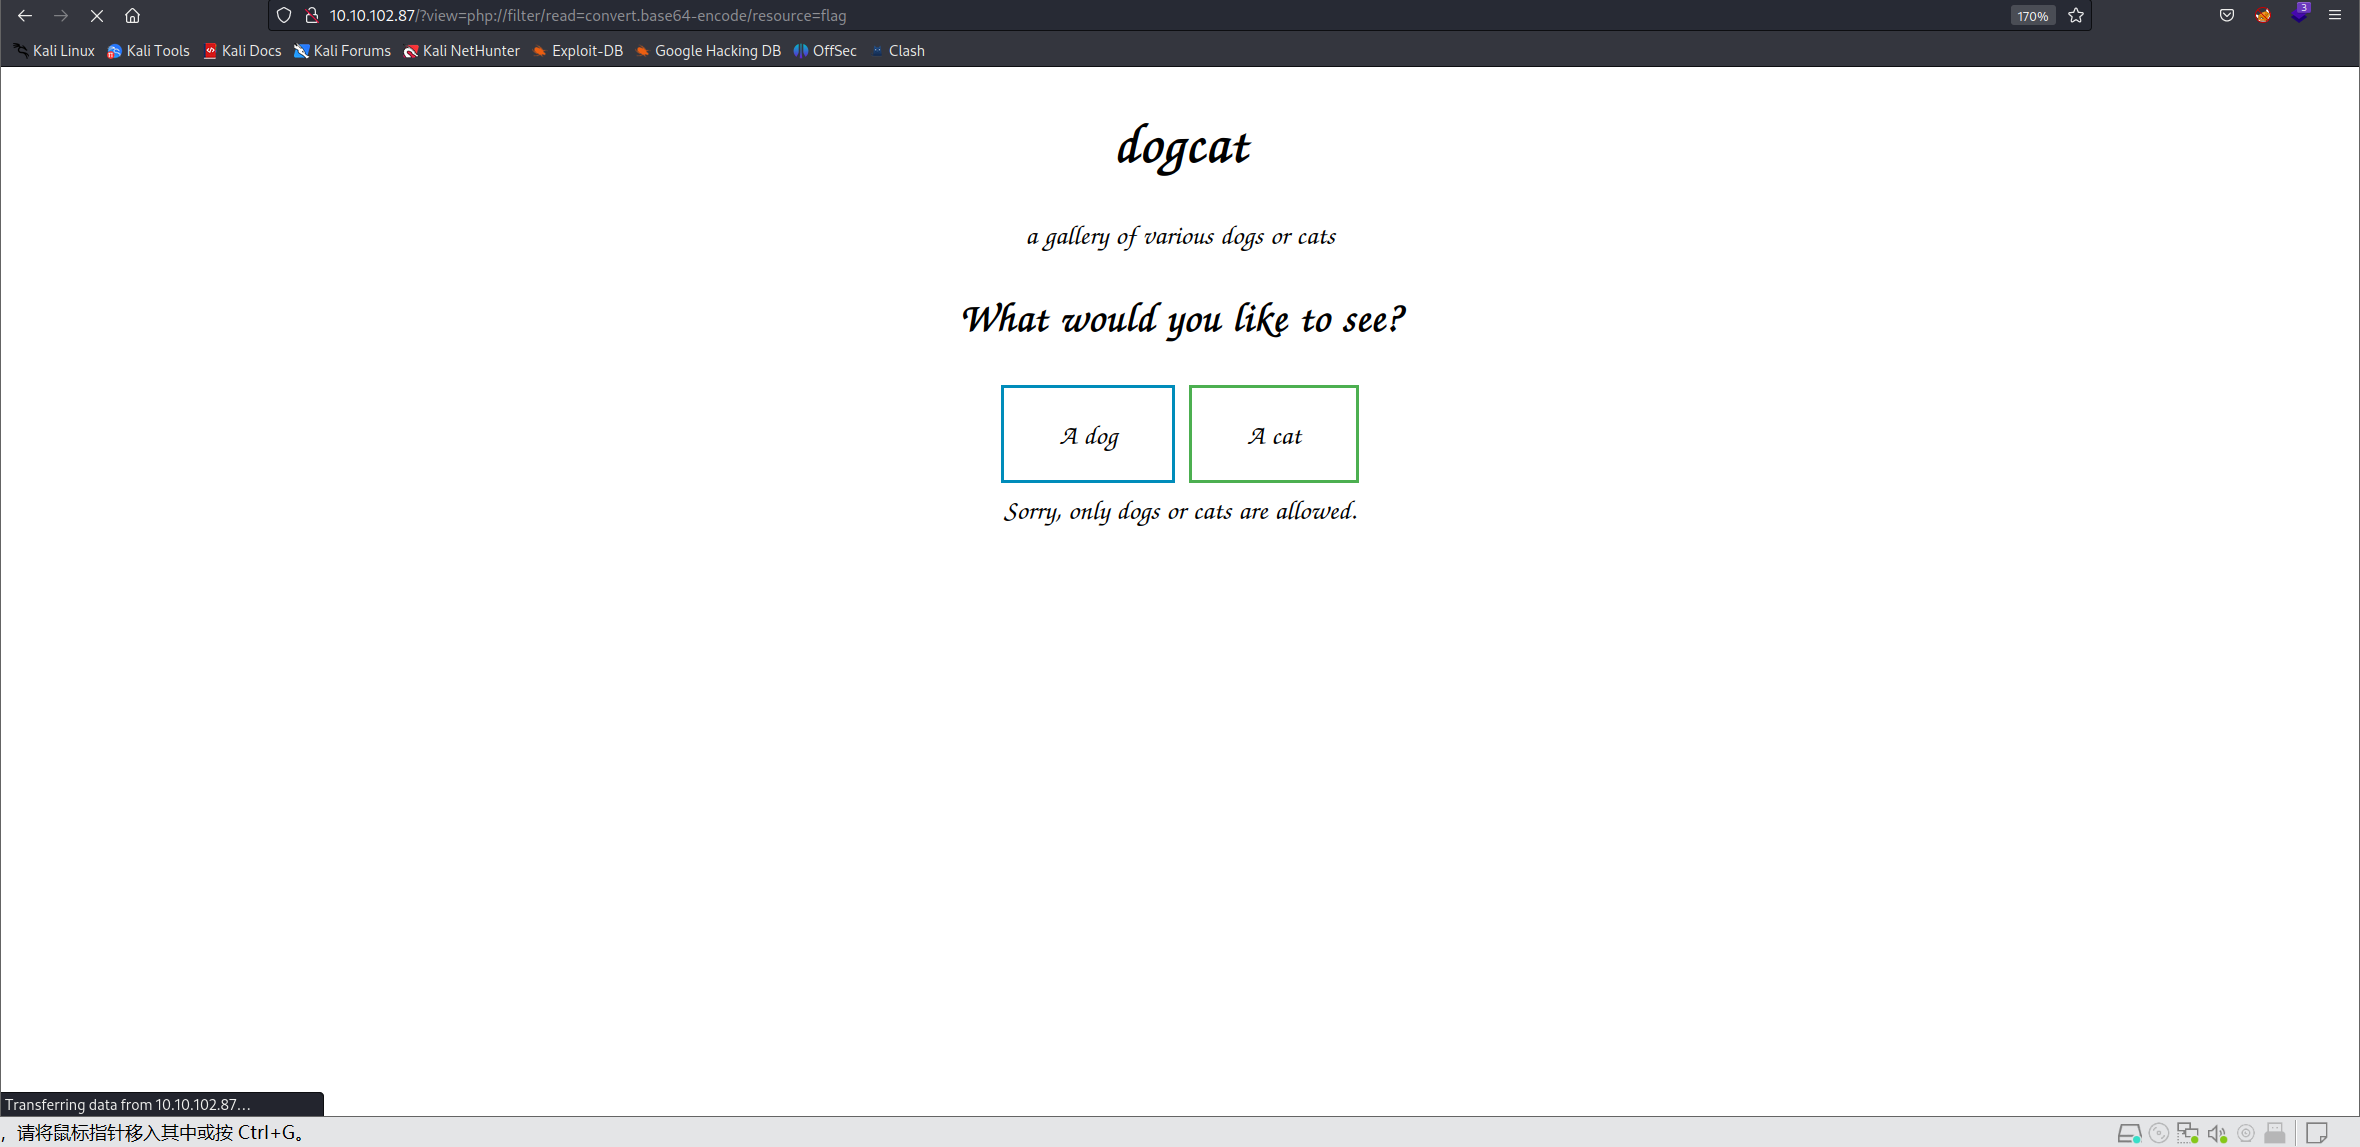 10.10.102.87/?view=php://filter/read=convert.base64-encode/resource=flag 170% 3
Kali Linux Kali Tools Kali Docs Kali Forums Kali NetHunter Exploit-DB Google Hacking DB OffSec Clash
dogcat
a gallery of various dogs or cats
What would you like to see?
A dog A cat
Sorry, only dogs or cats are allowed.
Transferring data from 10.10.102.87...
，请将鼠标指针移入其中或按 Ctrl+G。